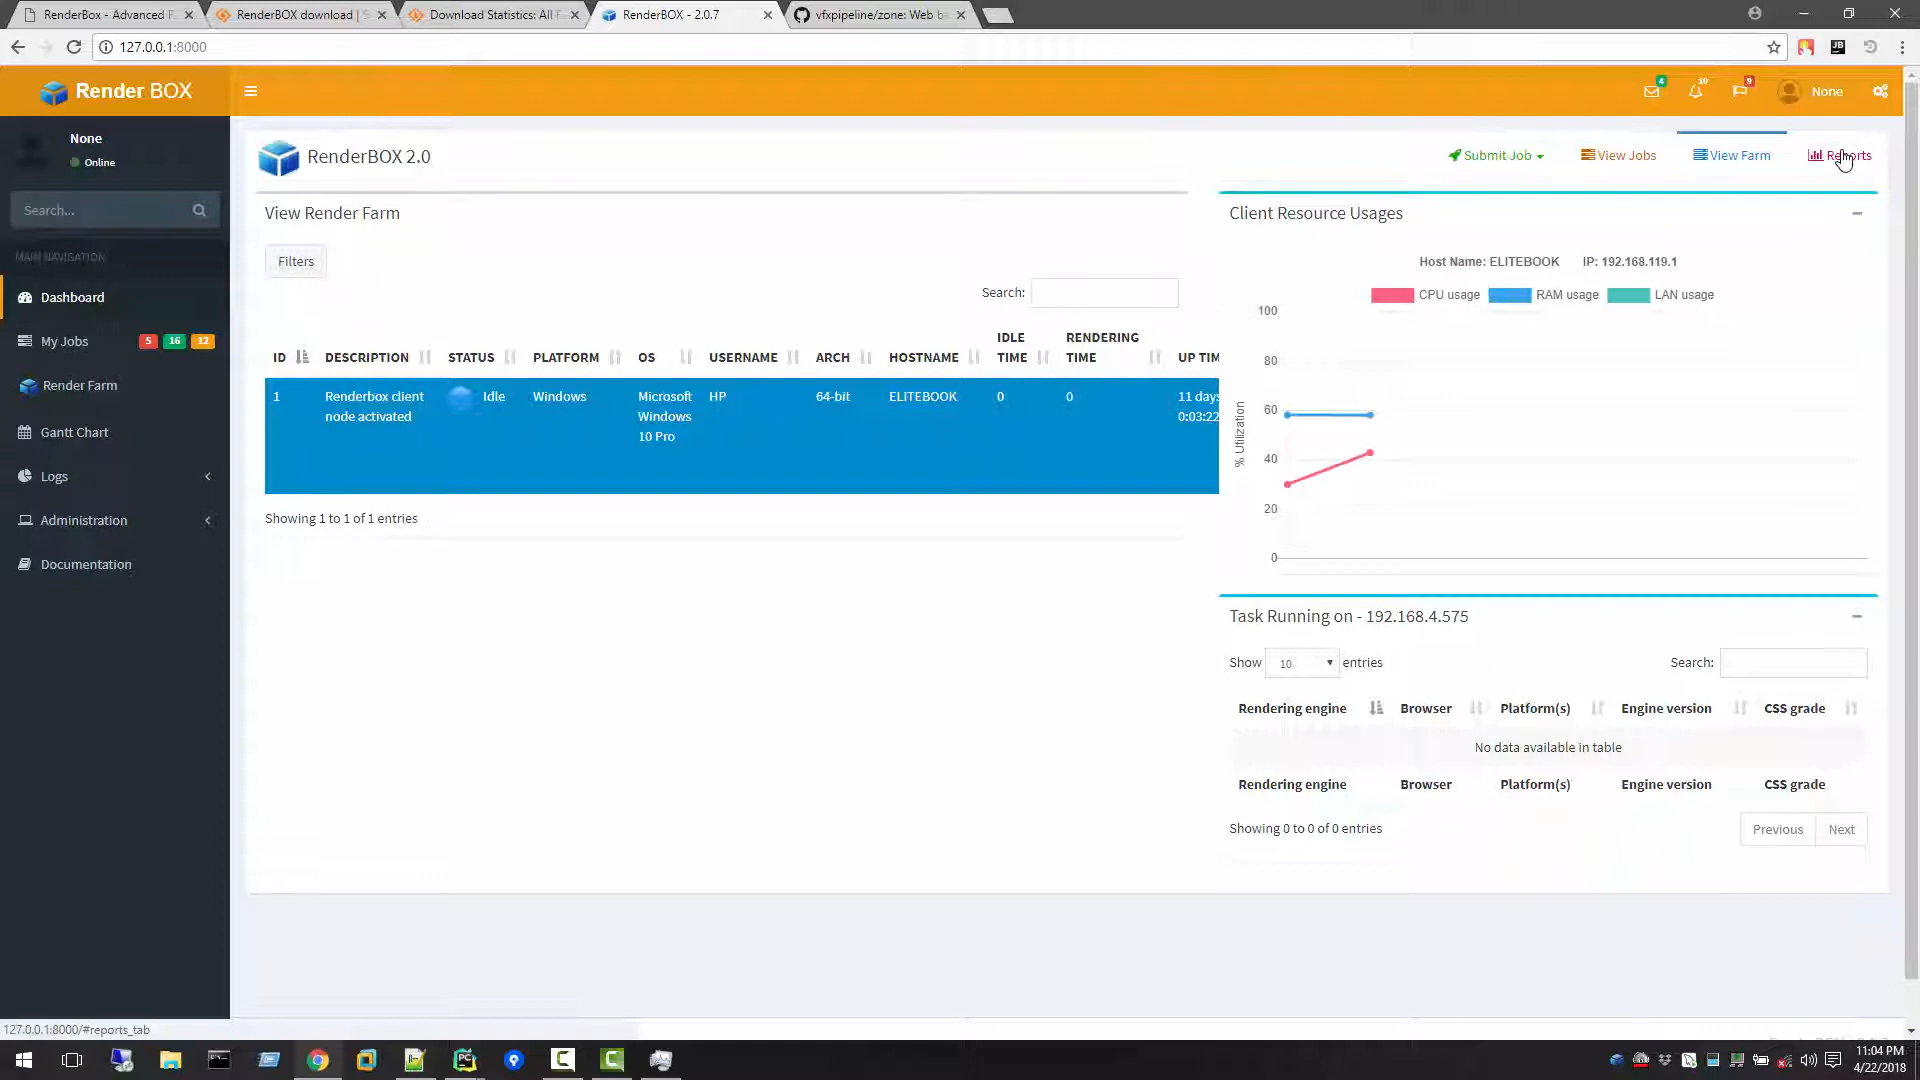 RenderBox - Advanced F
RenderBOX download | S
Download Statistics: All F
RenderBOX - 2.0.7
vfxpipeline/zone: Web b
127.0.0.1:8000
JB
Render BOX
4
10
9
None
None
Online
RenderBOX 2.0
Submit Job
View Jobs
View Farm
Reports
Search...
View Render Farm
Client Resource Usages
MAIN NAVIGATION
Filters
Host Name: ELITEBOOK IP: 192.168.119.1
Search:
CPU usage RAM usage LAN usage
Dashboard
My Jobs 5 16 12
Render Farm
Gantt Chart
Logs
Administration
Documentation
ID DESCRIPTION STATUS PLATFORM OS USERNAME ARCH HOSTNAME IDLE TIME RENDERING TIME UP TIM
1 Renderbox client node activated Idle Windows Microsoft Windows 10 Pro HP 64-bit ELITEBOOK 0 0 11 days 0:03:22
Showing 1 to 1 of 1 entries
% Utilization
100
80
60
40
20
0
Task Running on - 192.168.4.575
Show 10 entries
Search:
Rendering engine Browser Platform(s) Engine version CSS grade
No data available in table
Rendering engine Browser Platform(s) Engine version CSS grade
Showing 0 to 0 of 0 entries
Previous Next
127.0.0.1:8000/#reports_tab
PC
11:04 PM
4/22/2018